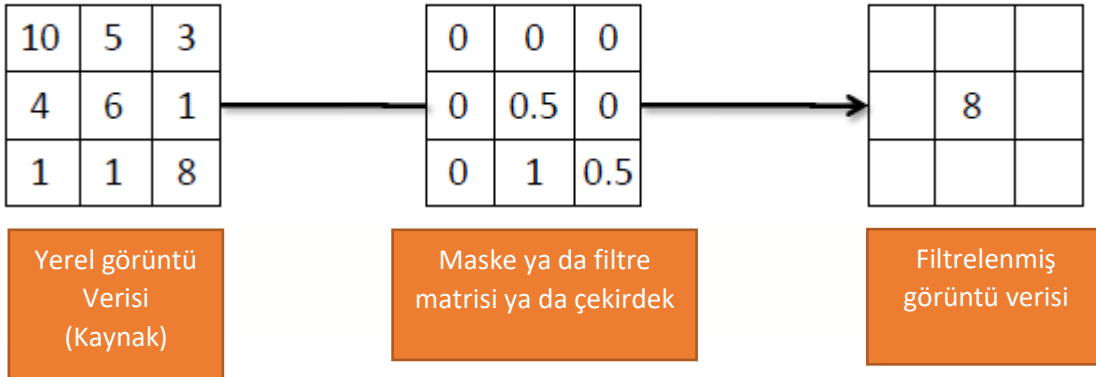 10 5 3
4 6 1
1 1 8
0 0 0
0 0.5 0
0 1 0.5
8
Yerel görüntü
Verisi
(Kaynak)
Maske ya da filtre
matrisi ya da çekirdek
Filtrelenmiş
görüntü verisi